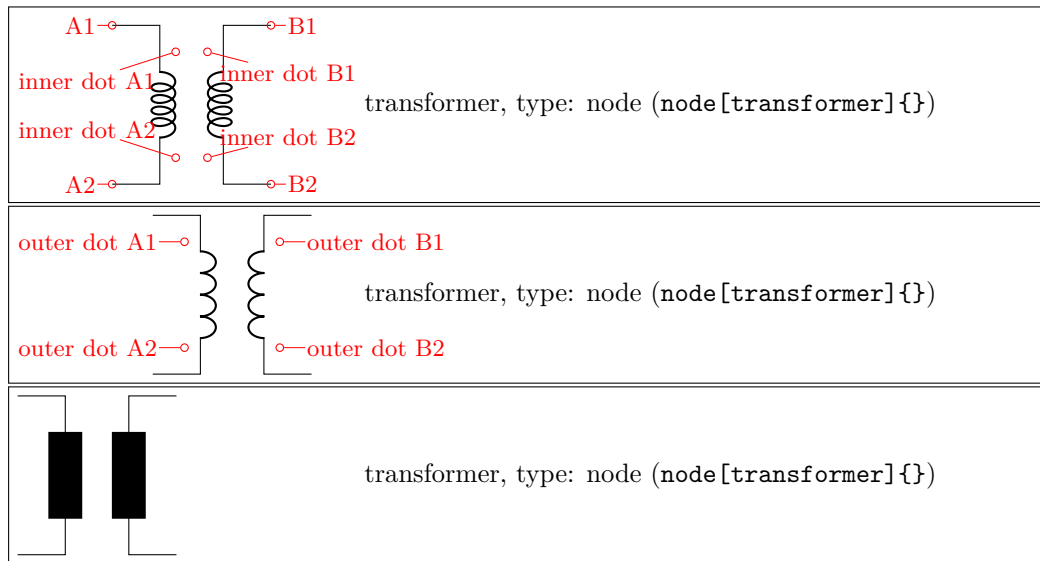 A1
B1
inner dot A1
inner dot B1
transformer, type: node (node[transformer]{})
inner dot A2
inner dot B2
A2
B2
outer dot A1
outer dot B1
transformer, type: node (node[transformer]{})
outer dot A2
outer dot B2
transformer, type: node (node[transformer]{})